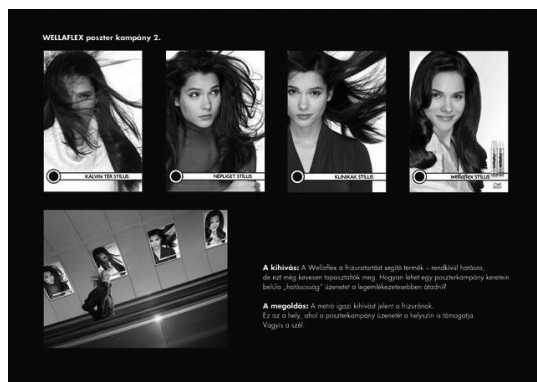 WELLAFLEX poszter kampány 2.
KÁLVIN TÉR STÍLUS
NÉPLIGET STÍLUS
KLINIKÁK STÍLUS
wellaflex STÍLUS
A kihívás: A Wellaflex a frizuratartást segítő termék – rendkívül hatásos,
de ezt még kevesen tapasztalták meg. Hogyan lehet egy poszterkampány keretein
belül a „hatásosság” üzenetet a legemlékezetesebben átadni?
A megoldás: A metró igazi kihívást jelent a frizuránok.
Ez az a hely, ahol a poszterkampány üzenetét a helyszín is támogatja.
Vagyis a szél.